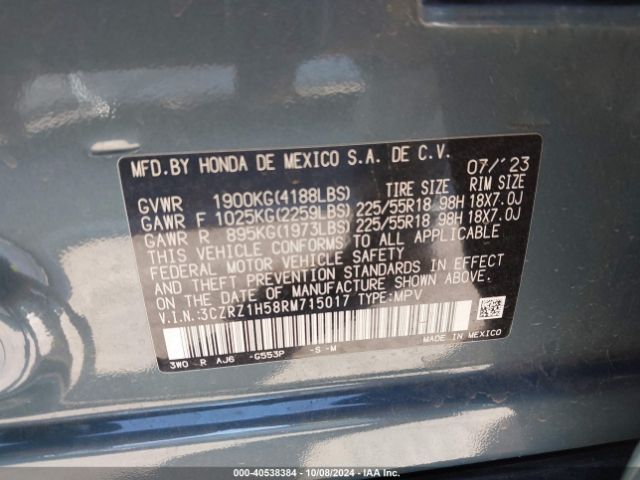 MFD.BY HONDA DE MEXICO S.A. DE C.V. 07/'23
GVWR 1900KG(4188LBS) TIRE SIZE RIM SIZE
GAWR F 1025KG(2259LBS) 225/55R18 98H 18X7.0J
GAWR R 895KG(1973LBS) 225/55R18 98H 18X7.0J
THIS VEHICLE CONFORMS TO ALL APPLICABLE
FEDERAL MOTOR VEHICLE SAFETY
AND THEFT PREVENTION STANDARDS IN EFFECT
ON THE DATE OF MANUFACTURE SHOWN ABOVE.
V.I.N.:3CZRZ1H58RM715017 TYPE:MPV
3W0 R AJ6 -G553P -S -M MADE IN MEXICO
000-40538384 | 10/08/2024 | IAA Inc.